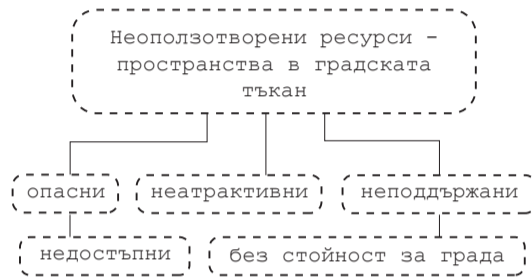 Неоползотворени ресурси –
пространства в градската
тъкан
опасни
неатрактивни
неподдържани
недостъпни
без стойност за града